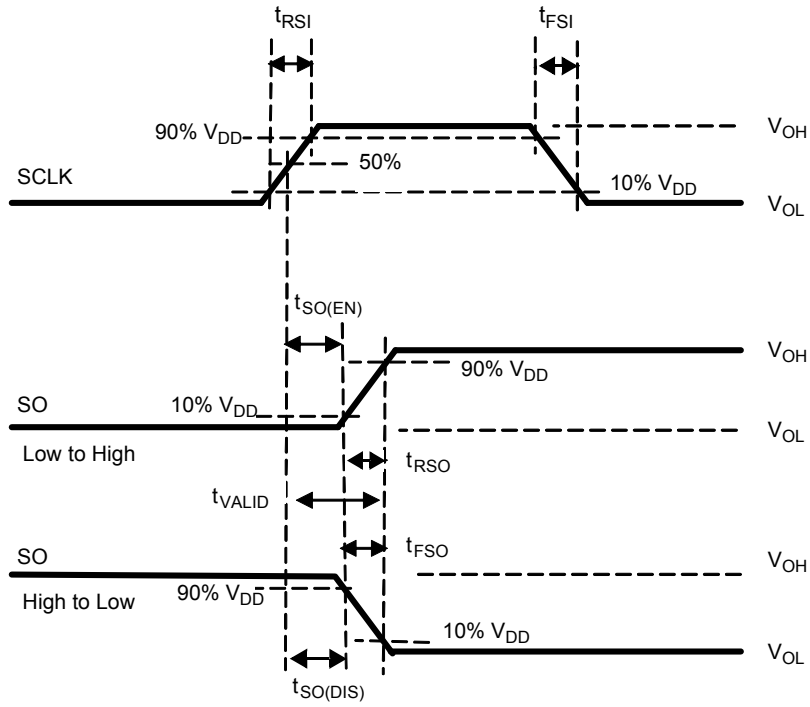 tRSI
tFSI
90% VDD
VOH
50%
SCLK
10% VDD
VOL
tSO(EN)
VOH
90% VDD
SO
10% VDD
VOL
Low to High
tRSO
tVALID
tFSO
SO
VOH
High to Low
90% VDD
10% VDD
VOL
tSO(DIS)